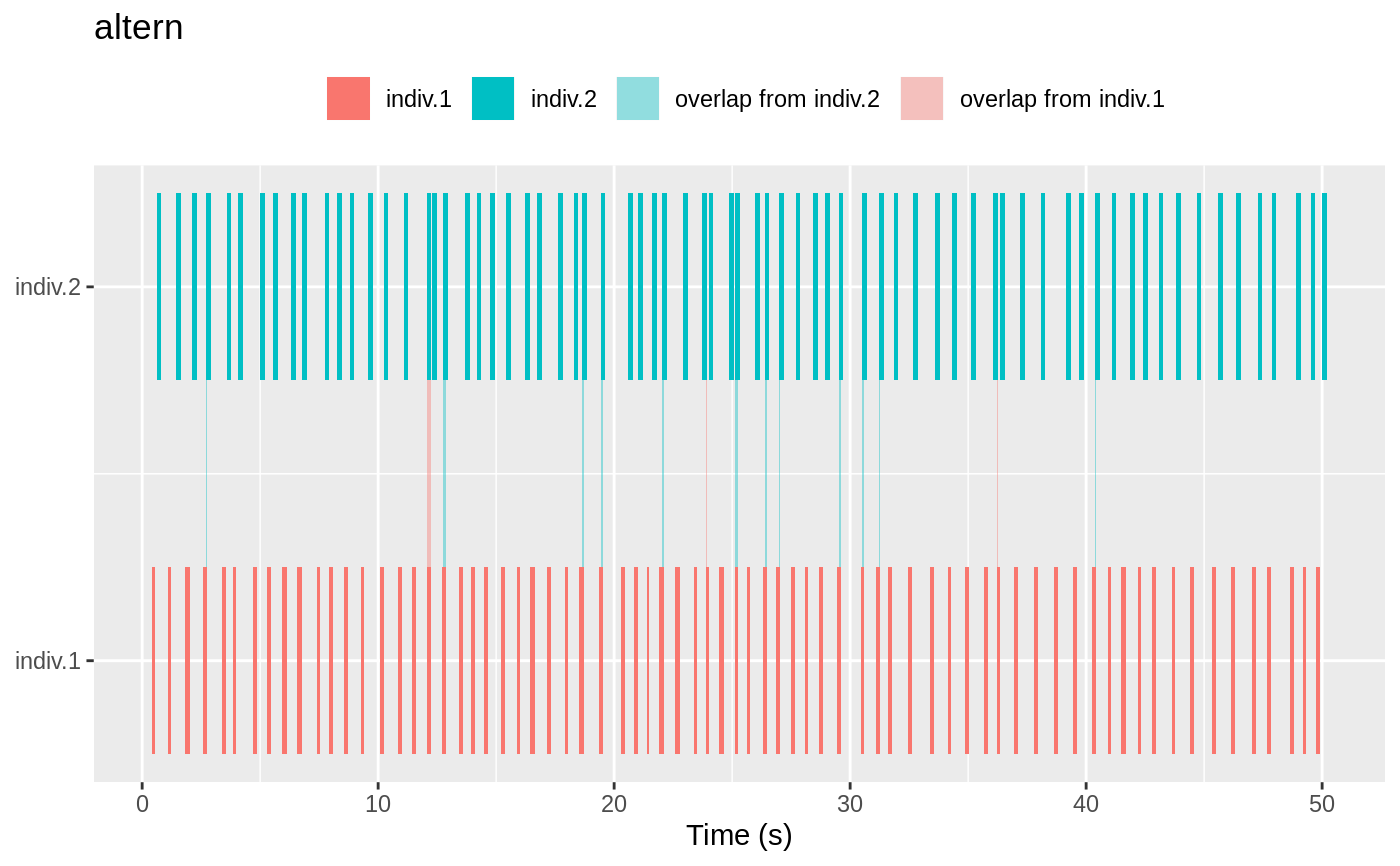 altern
indiv.1 indiv.2 overlap from indiv.2 overlap from indiv.1
indiv.2
indiv.1
0 10 20 30 40 50
Time (s)